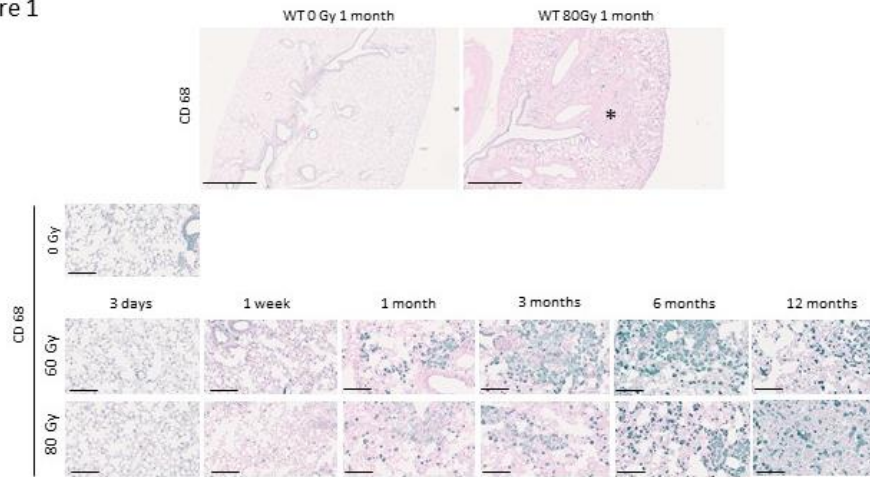 re 1
WT 0 Gy 1 month
WT 80Gy 1 month
CD 68
*
CD 68
0 Gy
3 days
1 week
1 month
3 months
6 months
12 months
60 Gy
80 Gy